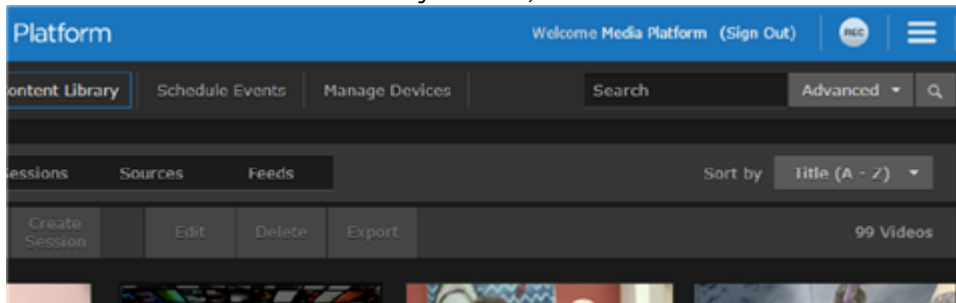 Platform Welcome Media Platform (Sign Out) REC
ontent Library Schedule Events Manage Devices Search Advanced
essions Sources Feeds Sort by Title (A - Z)
Create Session Edit Delete Export 99 Videos